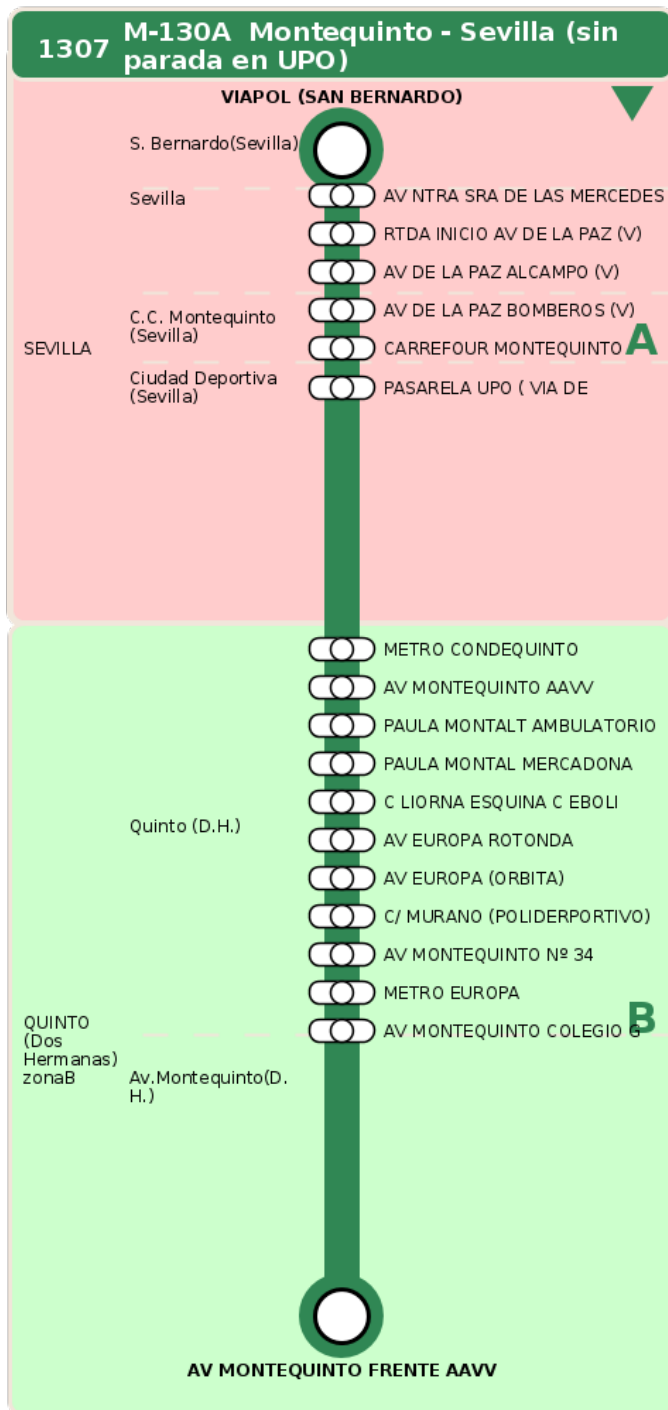 1307
M-130A Montequinto - Sevilla (sin
parada en UPO)
VIAPOL (SAN BERNARDO)
S. Bernardo(Sevilla)
Sevilla
AV NTRA SRA DE LAS MERCEDES
RTDA INICIO AV DE LA PAZ (V)
AV DE LA PAZ ALCAMPO (V)
AV DE LA PAZ BOMBEROS (V)
C.C. Montequinto
(Sevilla)
SEVILLA
CARREFOUR MONTEQUINTO
A
Ciudad Deportiva
(Sevilla)
PASARELA UPO ( VIA DE
METRO CONDEQUINTO
AV MONTEQUINTO AAVV
PAULA MONTALT AMBULATORIO
PAULA MONTAL MERCADONA
C LIORNA ESQUINA C EBOLI
Quinto (D.H.)
AV EUROPA ROTONDA
AV EUROPA (ORBITA)
C/ MURANO (POLIDERPORTIVO)
AV MONTEQUINTO Nº 34
METRO EUROPA
AV MONTEQUINTO COLEGIO G
B
QUINTO
(Dos
Hermanas)
zonaB
Av.Montequinto(D.
H.)
AV MONTEQUINTO FRENTE AAVV